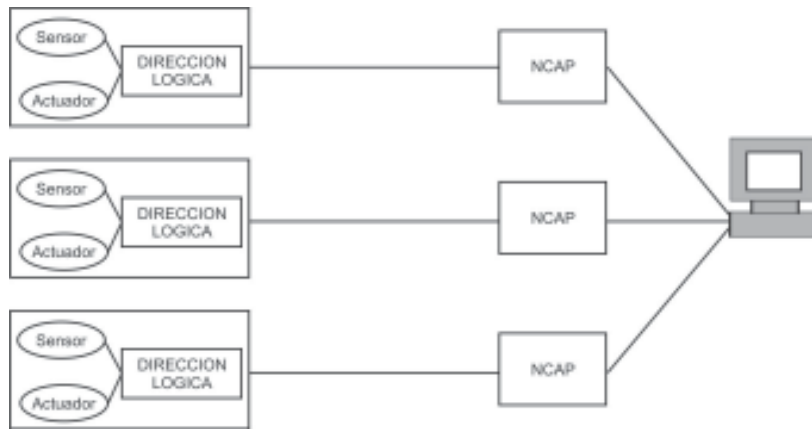 Sensor
DIRECCION
LOGICA
Actuador
NCAP
Sensor
DIRECCION
LOGICA
Actuador
NCAP
Sensor
DIRECCION
LOGICA
Actuador
NCAP